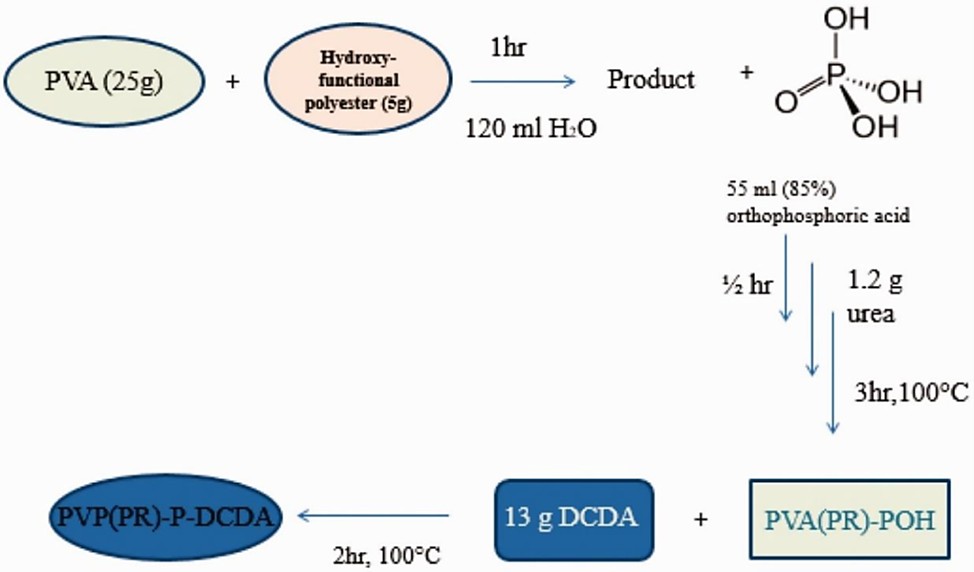 PVA (25g)
+
Hydroxy-
functional
polyester (5g)
1hr
120 ml H₂O
Product
+
OH
P
O
OH
OH
55 ml (85%)
orthophosphoric acid
½ hr
1.2 g
urea
3hr,100°C
PVP(PR)-P-DCDA
2hr, 100°C
13 g DCDA
+
PVA(PR)-POH